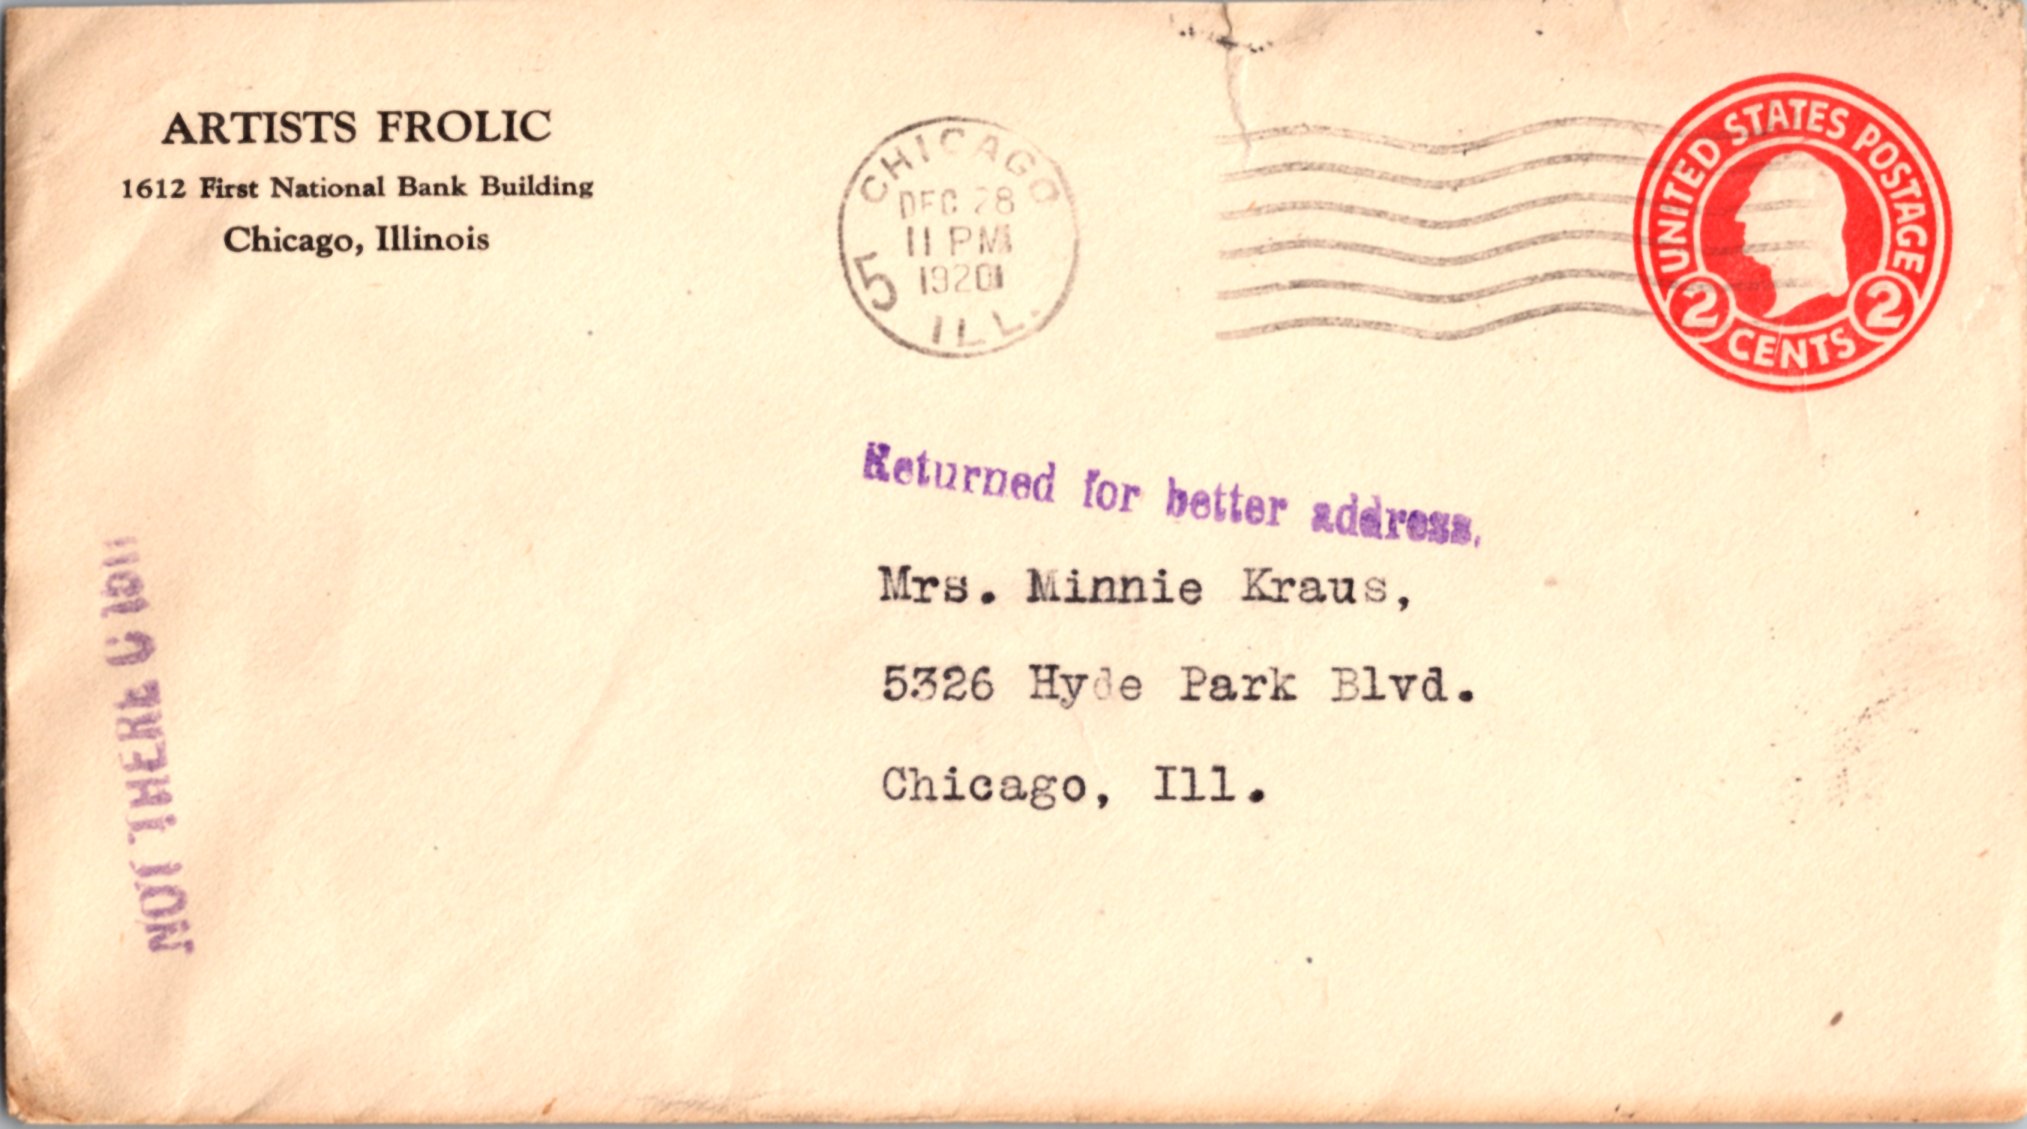 ARTISTS FROLIC
1612 First National Bank Building
Chicago, Illinois
CHICAGO
DEC 28
11 PM
1920
5
ILL.
UNITED STATES POSTAGE
2 CENTS 2
Returned for better address.
Mrs. Minnie Kraus,
5326 Hyde Park Blvd.
Chicago, Ill.
NOT THERE